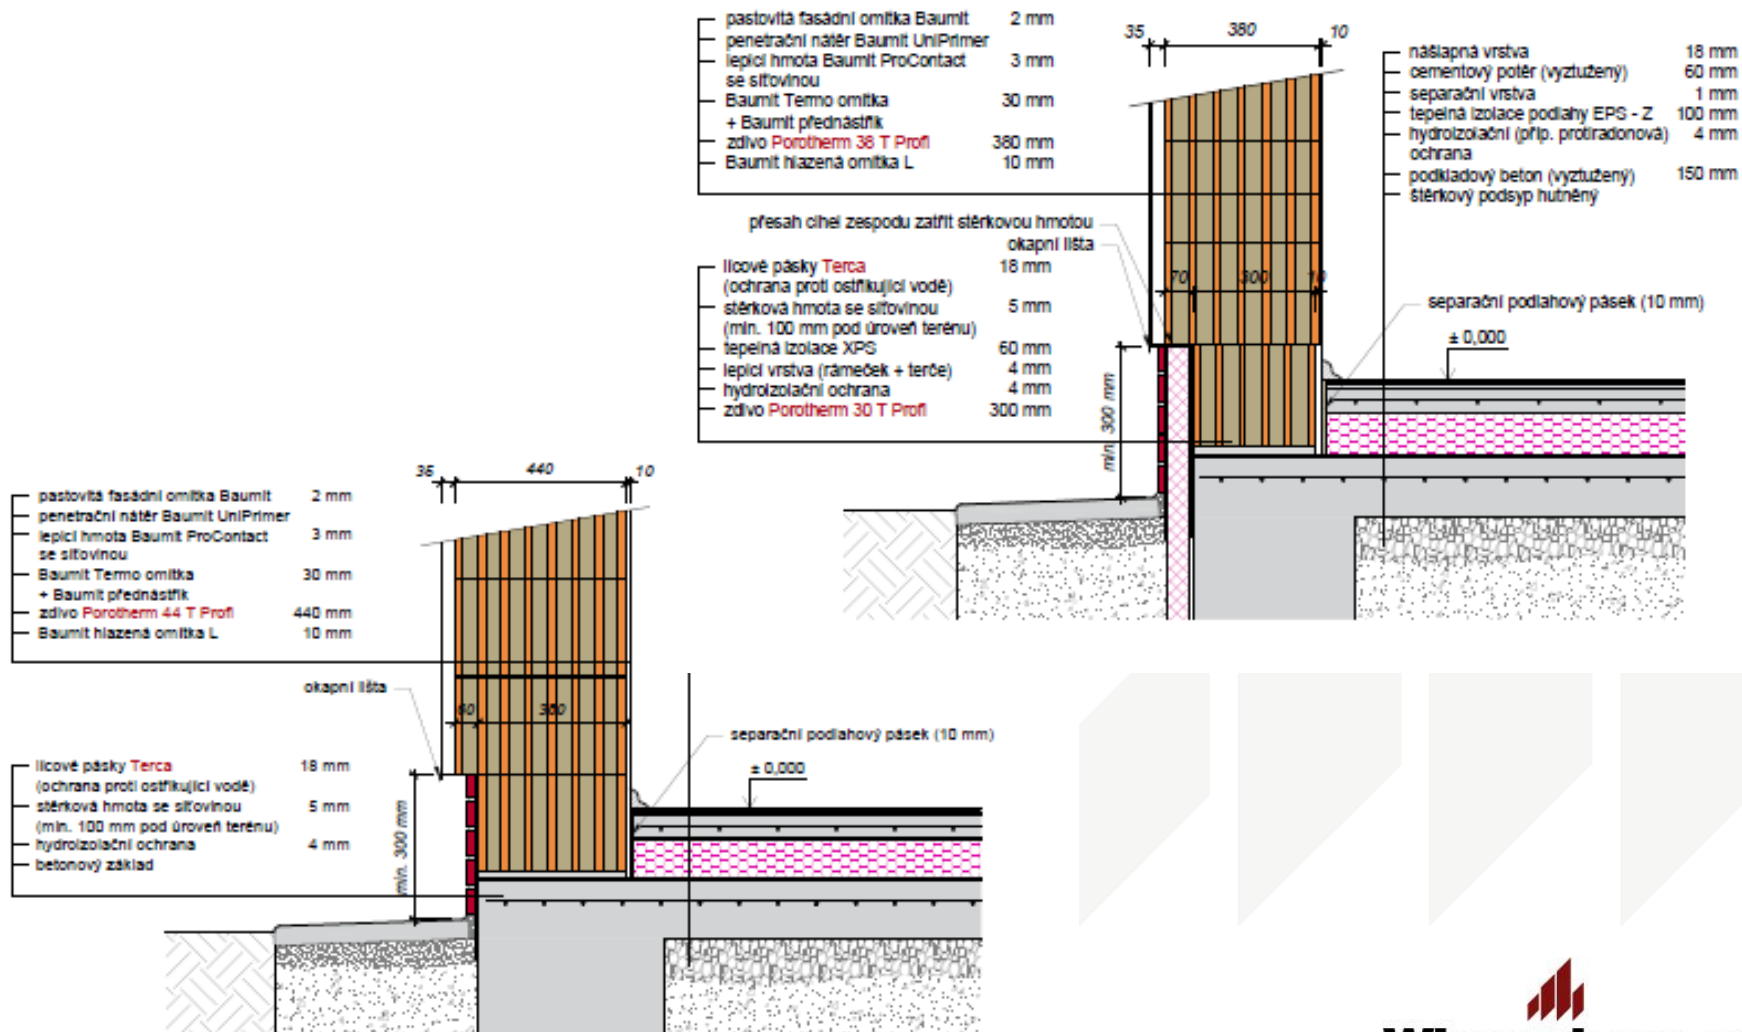 pastovitá fasádní omítka Baumit 2 mm
penetrační nátěr Baumit UniPrimer
lepicí hmota Baumit ProContact 3 mm
se síťovinou
Baumit Termo omítka 30 mm
+ Baumit přednástřik
zdivo Porotherm 38 T Profi 380 mm
Baumit hlazená omítka L 10 mm
35 380 10
nášlapná vrstva 18 mm
cementový potěr (vyztužený) 60 mm
separační vrstva 1 mm
tepelná izolace podlahy EPS - Z 100 mm
hydroizolační (příp. protiradonová) 4 mm
ochrana
podkladový beton (vyztužený) 150 mm
štěrkový podsyp hutněný
přesah cihel zespodu zatřít stěrkovou hmotou
okapní lišta
lícové pásky Terca 18 mm
(ochrana proti ostřikující vodě)
stěrková hmota se síťovinou 5 mm
(min. 100 mm pod úroveň terénu)
tepelná izolace XPS 60 mm
lepicí vrstva (rámeček + terče) 4 mm
hydroizolační ochrana 4 mm
zdivo Porotherm 30 T Profi 300 mm
70 300 10
separační podlahový pásek (10 mm)
± 0,000
min. 300 mm
35 440 10
pastovitá fasádní omítka Baumit 2 mm
penetrační nátěr Baumit UniPrimer
lepicí hmota Baumit ProContact 3 mm
se síťovinou
Baumit Termo omítka 30 mm
+ Baumit přednástřik
zdivo Porotherm 44 T Profi 440 mm
Baumit hlazená omítka L 10 mm
okapní lišta
60 380
separační podlahový pásek (10 mm)
± 0,000
lícové pásky Terca 18 mm
(ochrana proti ostřikující vodě)
stěrková hmota se síťovinou 5 mm
(min. 100 mm pod úroveň terénu)
hydroizolační ochrana 4 mm
betonový základ
min. 300 mm